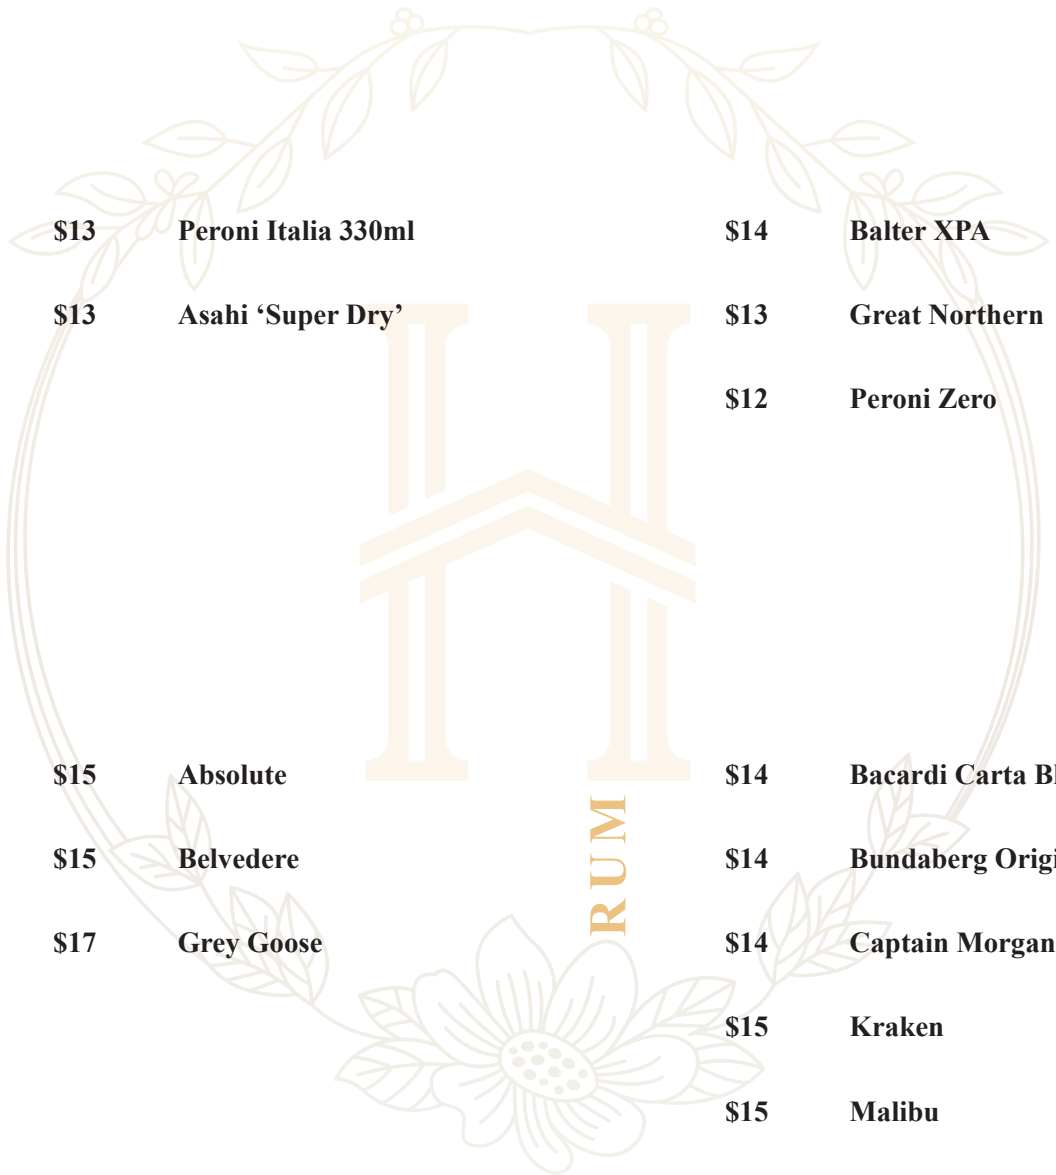 $13 Peroni Italia 330ml
$13 Asahi ‘Super Dry’
$14 Balter XPA
$13 Great Northern
$12 Peroni Zero
$15 Absolute
$15 Belvedere
$17 Grey Goose
RUM
$14 Bacardi Carta
$14 Bundaberg
$14 Captain Morgan
$15 Kraken
$15 Malibu